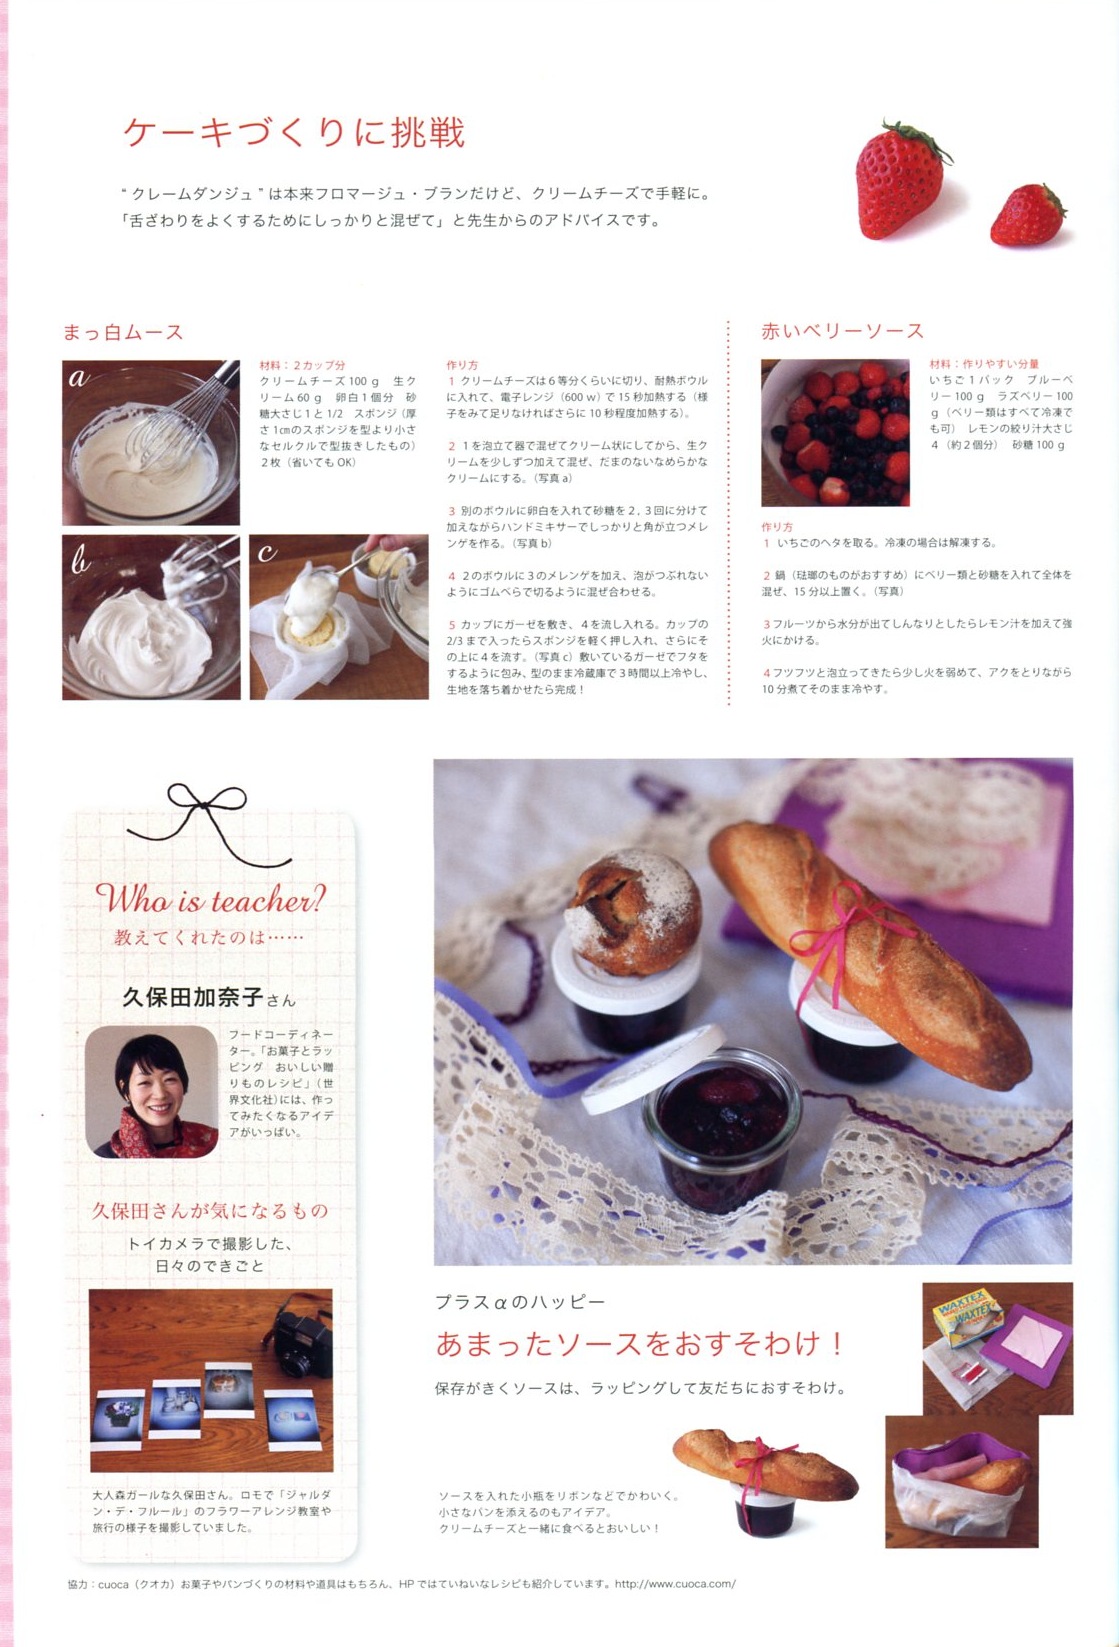 ケーキづくりに挑戦
“クレームダンジュ”は本来フロマージュ・ブランだけど、クリームチーズで手軽に。
「舌ざわりをよくするためにしっかりと混ぜて」と先生からのアドバイスです。
まっ白ムース
a
b
c
材料：２カップ分
クリームチーズ 100 g　生ク
リーム 60 g　卵白１個分　砂
糖大さじ１と 1/2　スポンジ（厚
さ 1cmのスポンジを型より小さ
なセルクルで型抜きしたもの）
２枚（省いても OK）
作り方
1 クリームチーズは６等分くらいに切り、耐熱ボウル
に入れて、電子レンジ（600 w）で 15 秒加熱する（様
子をみて足りなければさらに 10 秒程度加熱する）。
2 １を泡立て器で混ぜてクリーム状にしてから、生ク
リームを少しずつ加えて混ぜ、だまのないなめらかな
クリームにする。（写真 a）
3 別のボウルに卵白を入れて砂糖を２, ３回に分けて
加えながらハンドミキサーでしっかりと角が立つメレ
ンゲを作る。（写真 b）
4 ２のボウルに３のメレンゲを加え、泡がつぶれない
ようにゴムべらで切るように混ぜ合わせる。
5 カップにガーゼを敷き、４を流し入れる。カップの
2/3 まで入ったらスポンジを軽く押し入れ、さらにそ
の上に４を流す。（写真 c）敷いているガーゼでフタを
するように包み、型のまま冷蔵庫で３時間以上冷やし、
生地を落ち着かせたら完成！
赤いベリーソース
材料：作りやすい分量
いちご１パック　ブルーベ
リー 100 g　ラズベリー 100
g（ベリー類はすべて冷凍で
も可）　レモンの絞り汁大さじ
４（約２個分）　砂糖 100 g
作り方
1 いちごのヘタを取る。冷凍の場合は解凍する。
2 鍋（琺瑯のものがおすすめ）にベリー類と砂糖を入れて全体を
混ぜ、15 分以上置く。（写真）
3 フルーツから水分が出てしんなりとしたらレモン汁を加えて強
火にかける。
4 フツフツと泡立ってきたら少し火を弱めて、アクをとりながら
10 分煮てそのまま冷やす。
Who is teacher?
教えてくれたのは……
久保田加奈子さん
フードコーディネー
ター。「お菓子とラッ
ピング　おいしい贈
りものレシピ」（世
界文化社）には、作っ
てみたくなるアイデ
アがいっぱい。
久保田さんが気になるもの
トイカメラで撮影した、
日々のできごと
大人森ガールな久保田さん。ロモで「ジャルダ
ン・デ・フルール」のフラワーアレンジ教室や
旅行の様子を撮影していました。
プラスαのハッピー
あまったソースをおすそわけ！
保存がきくソースは、ラッピングして友だちにおすそわけ。
WAXTEX
WAXTEX
ソースを入れた小瓶をリボンなどでかわいく。
小さなパンを添えるのもアイデア。
クリームチーズと一緒に食べるとおいしい！
協力：cuoca（クオカ）お菓子やパンづくりの材料や道具はもちろん、HP ではていねいなレシピも紹介しています。http://www.cuoca.com/